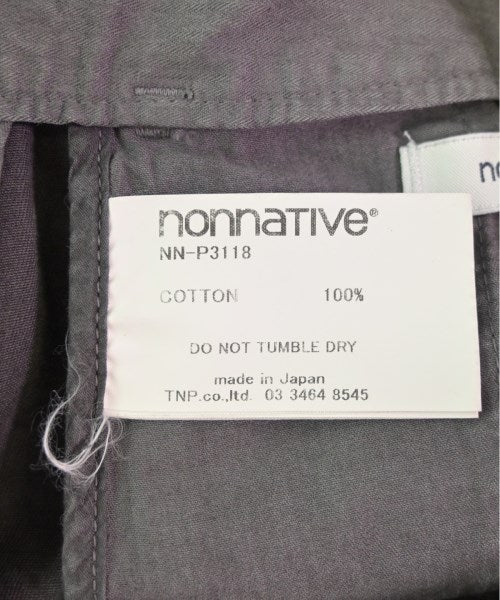 nonnative®
NN-P3118
COTTON 100%
DO NOT TUMBLE DRY
made in Japan
TNP.co.,ltd. 03 3464 8545